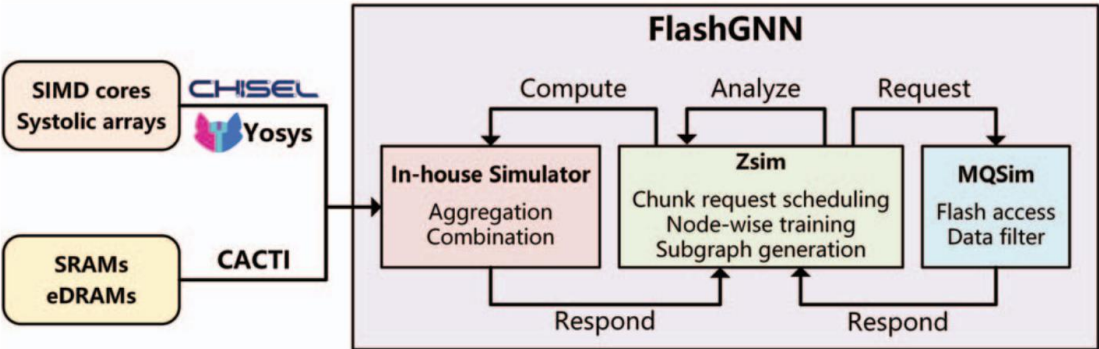 FlashGNN
SIMD cores
Systolic arrays
CHISEL
Yosys
SRAMs
eDRAMs
CACTI
Compute
Analyze
Request
In-house Simulator
Aggregation
Combination
Zsim
Chunk request scheduling
Node-wise training
Subgraph generation
MQSim
Flash access
Data filter
Respond
Respond